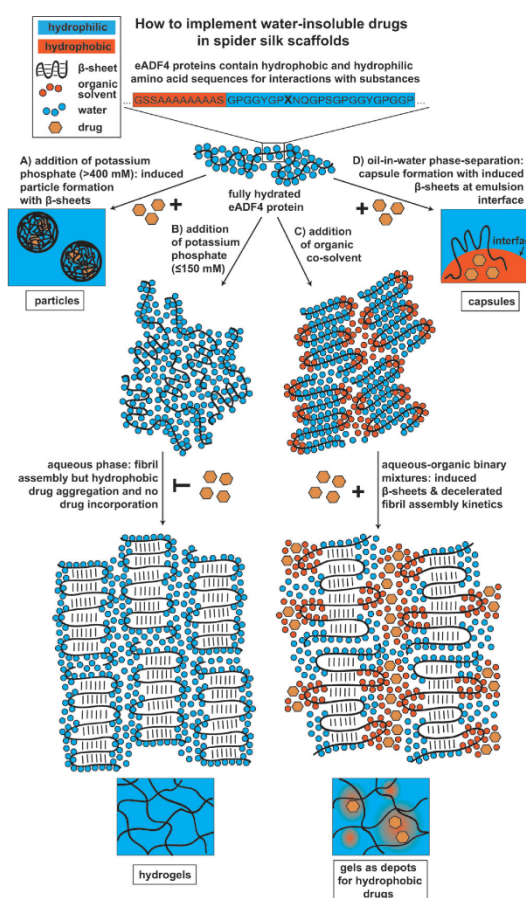 How to implement water-insoluble drugs
in spider silk scaffolds
hydrophilic
hydrophobic
β-sheet
organic
solvent
water
drug
eADF4 proteins contain hydrophobic and hydrophilic
amino acid sequences for interactions with substances
... GSSAAAAAAAAS GPGGYGPXNQGPSGPGGYGPGGP ...
A) addition of potassium
phosphate (>400 mM): induced
particle formation
with β-sheets
D) oil-in-water phase-separation:
capsule formation with induced
β-sheets at emulsion
interface
+
fully hydrated
eADF4 protein
+
B) addition
of potassium
phosphate
(≤150 mM)
C) addition
of organic
co-solvent
interface
particles
capsules
aqueous phase: fibril
assembly but hydrophobic
drug aggregation and no
drug incorporation
+
aqueous-organic binary
mixtures: induced
β-sheets & decelerated
fibril assembly kinetics
hydrogels
gels as depots
for hydrophobic
drugs